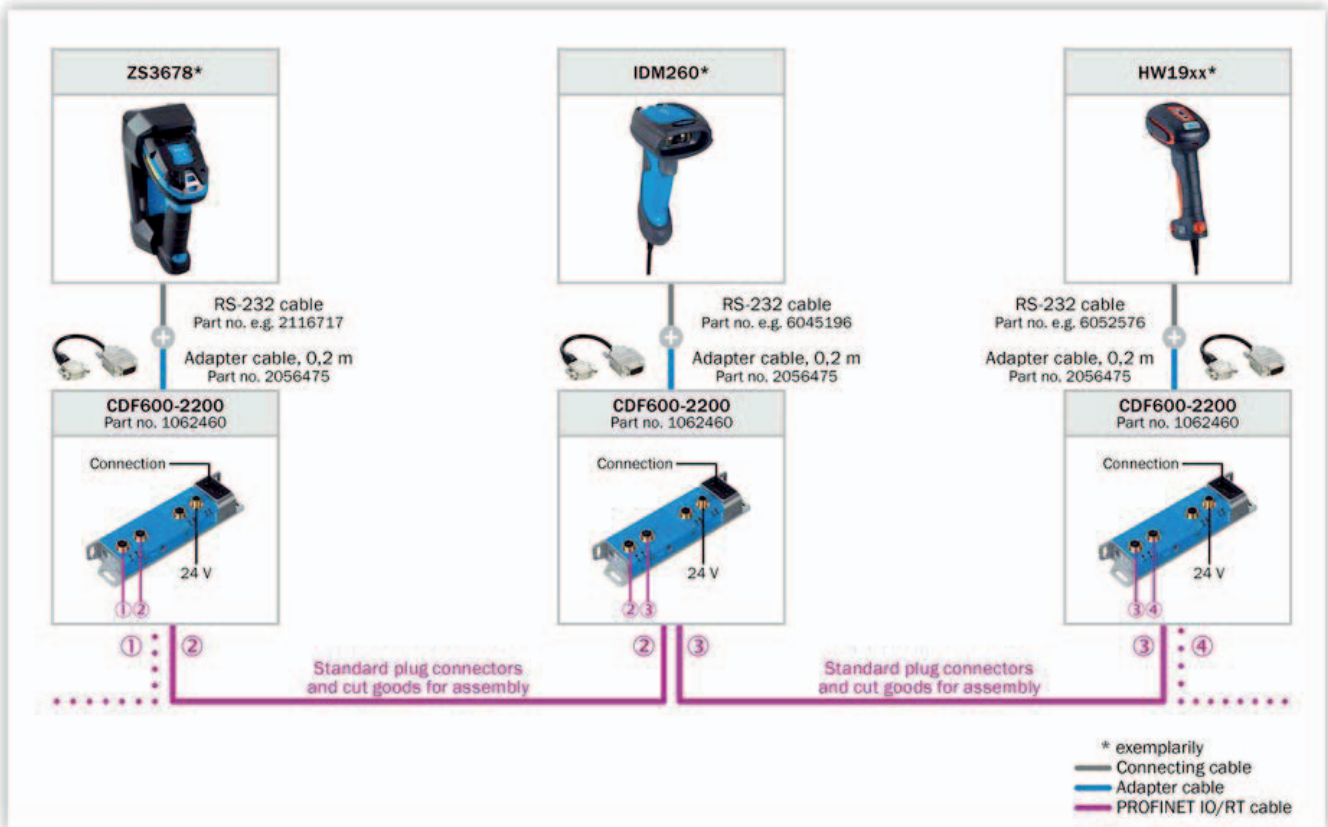 ZS3678*
RS-232 cable
Part no. e.g. 2116717
Adapter cable, 0,2 m
Part no. 2056475
CDF600-2200
Part no. 1062460
Connection
24 V
①②
① ②
IDM260*
RS-232 cable
Part no. e.g. 6045196
Adapter cable, 0,2 m
Part no. 2056475
CDF600-2200
Part no. 1062460
Connection
24 V
②③
② ③
HW19xx*
RS-232 cable
Part no. e.g. 6052576
Adapter cable, 0,2 m
Part no. 2056475
CDF600-2200
Part no. 1062460
Connection
24 V
③④
③ ④
Standard plug connectors
and cut goods for assembly
Standard plug connectors
and cut goods for assembly
* exemplarily
Connecting cable
Adapter cable
PROFINET IO/RT cable